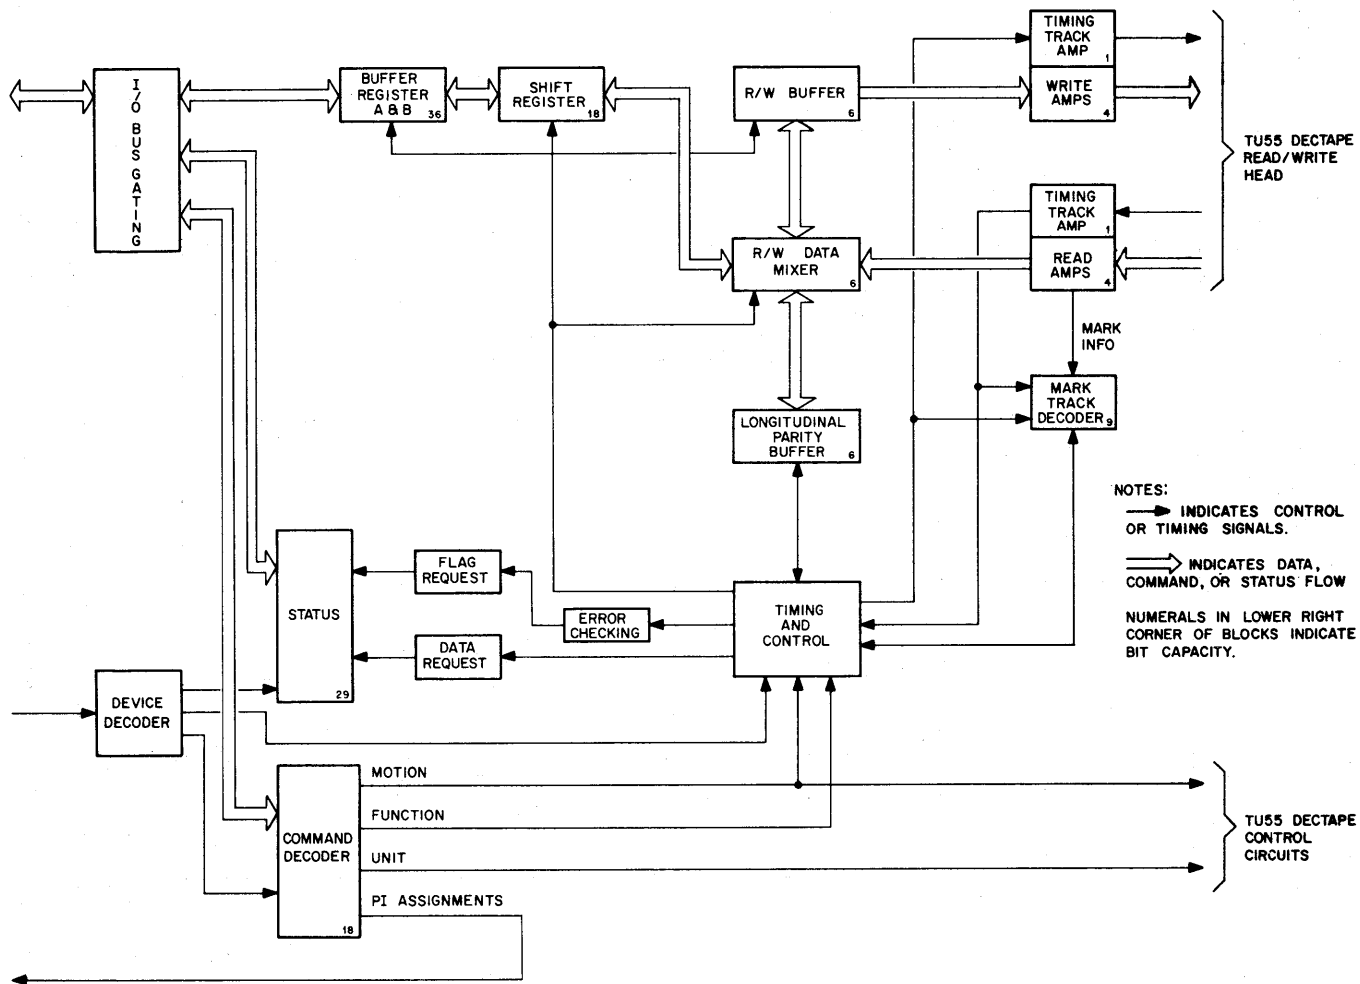 TIMING
TRACK
AMP
1
WRITE
AMPS
4
I/O BUS GATING
BUFFER
REGISTER
A & B
36
SHIFT
REGISTER
18
R/W BUFFER
6
TU55 DECTAPE
READ/WRITE
HEAD
TIMING
TRACK
AMP
1
READ
AMPS
4
R/W DATA
MIXER
6
MARK
INFO
MARK
TRACK
DECODER
9
LONGITUDINAL
PARITY
BUFFER
6
NOTES:
INDICATES CONTROL
OR TIMING SIGNALS.
INDICATES DATA,
COMMAND, OR STATUS FLOW
NUMERALS IN LOWER RIGHT
CORNER OF BLOCKS INDICATE
BIT CAPACITY.
STATUS
29
FLAG
REQUEST
ERROR
CHECKING
DATA
REQUEST
TIMING
AND
CONTROL
DEVICE
DECODER
COMMAND
DECODER
18
MOTION
FUNCTION
UNIT
PI ASSIGNMENTS
TU55 DECTAPE
CONTROL
CIRCUITS